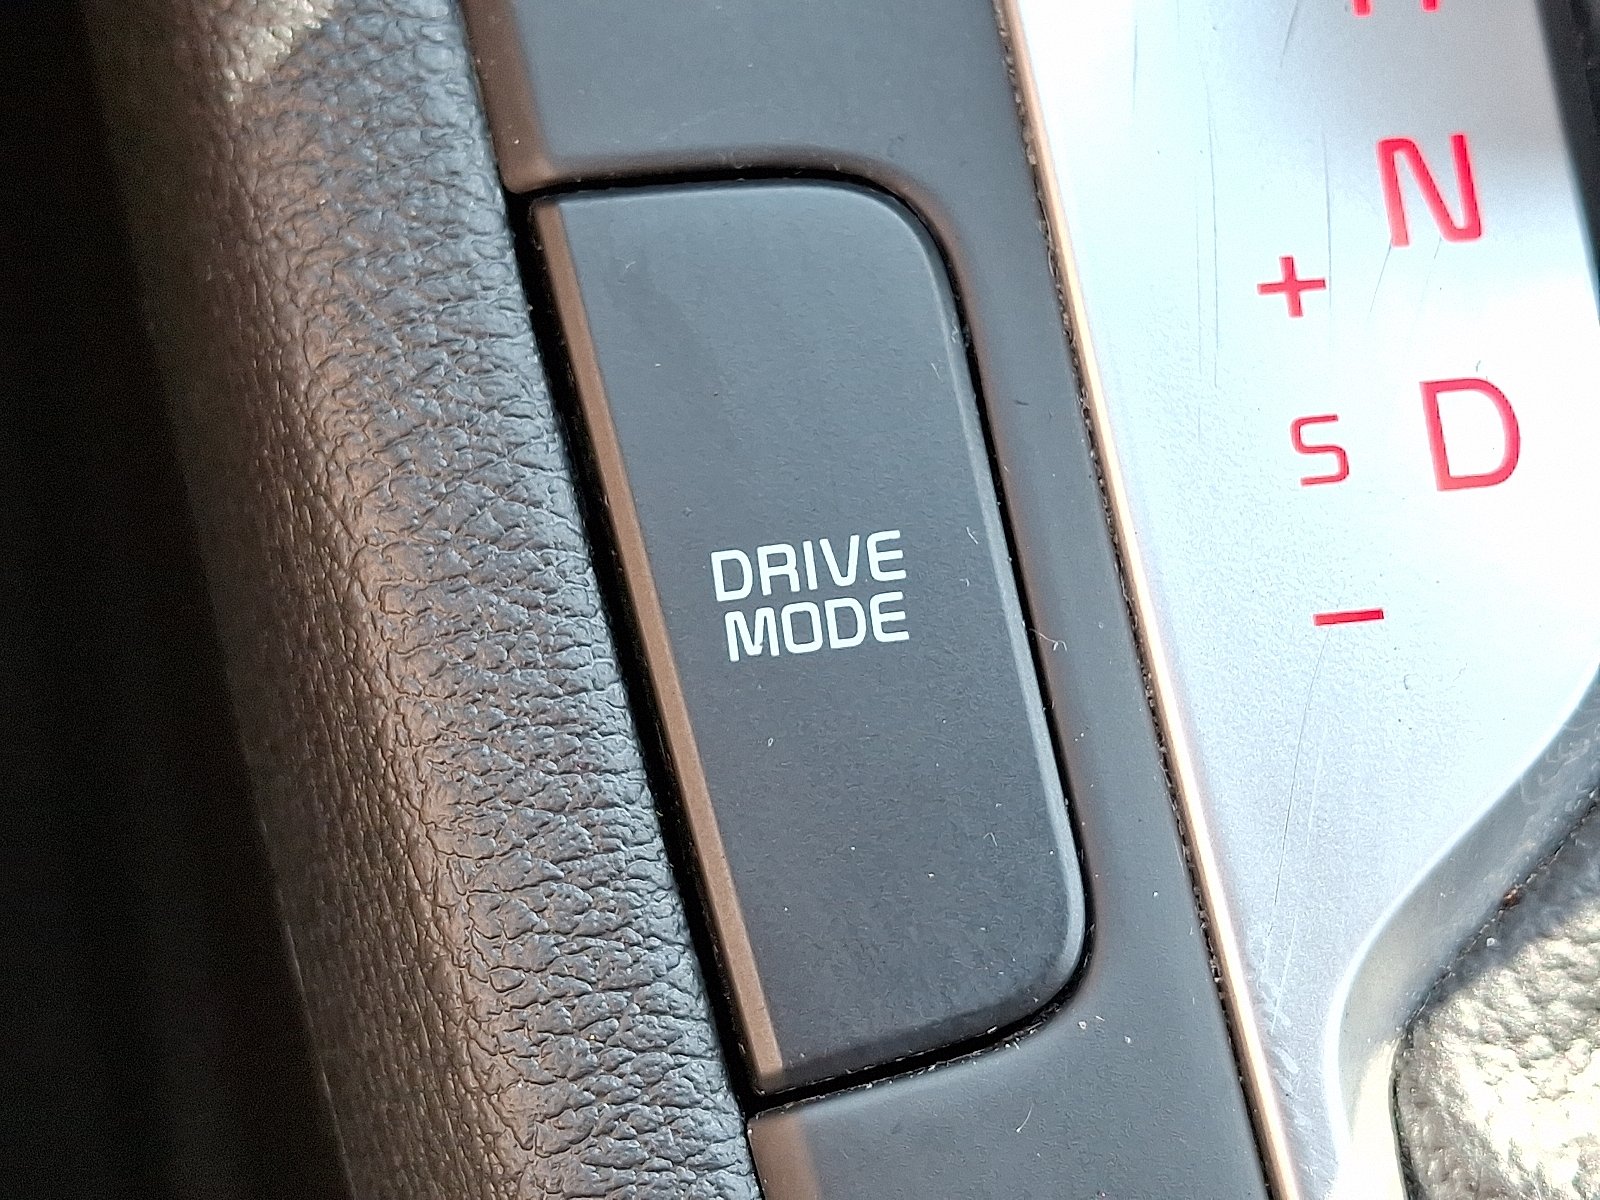 DRIVE
MODE
N
+
S D
–